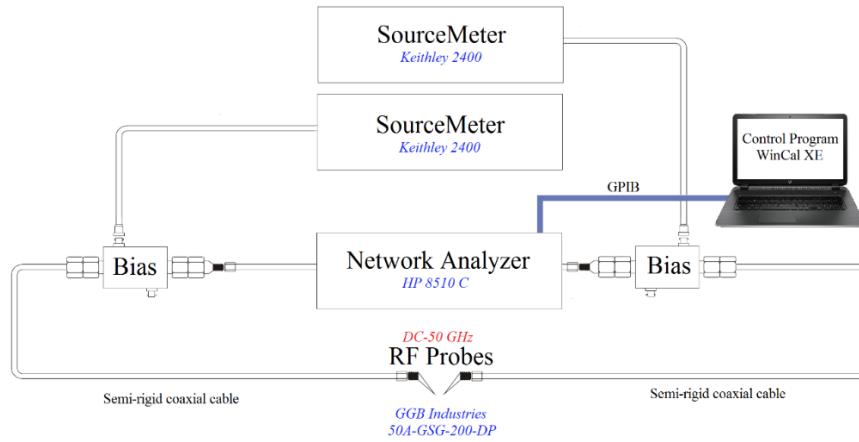 SourceMeter
Keithley 2400
SourceMeter
Keithley 2400
Control Program
WinCal XE
GPIB
Bias
Network Analyzer
HP 8510 C
Bias
DC-50 GHz
RF Probes
Semi-rigid coaxial cable
Semi-rigid coaxial cable
GGB Industries
50A-GSG-200-DP